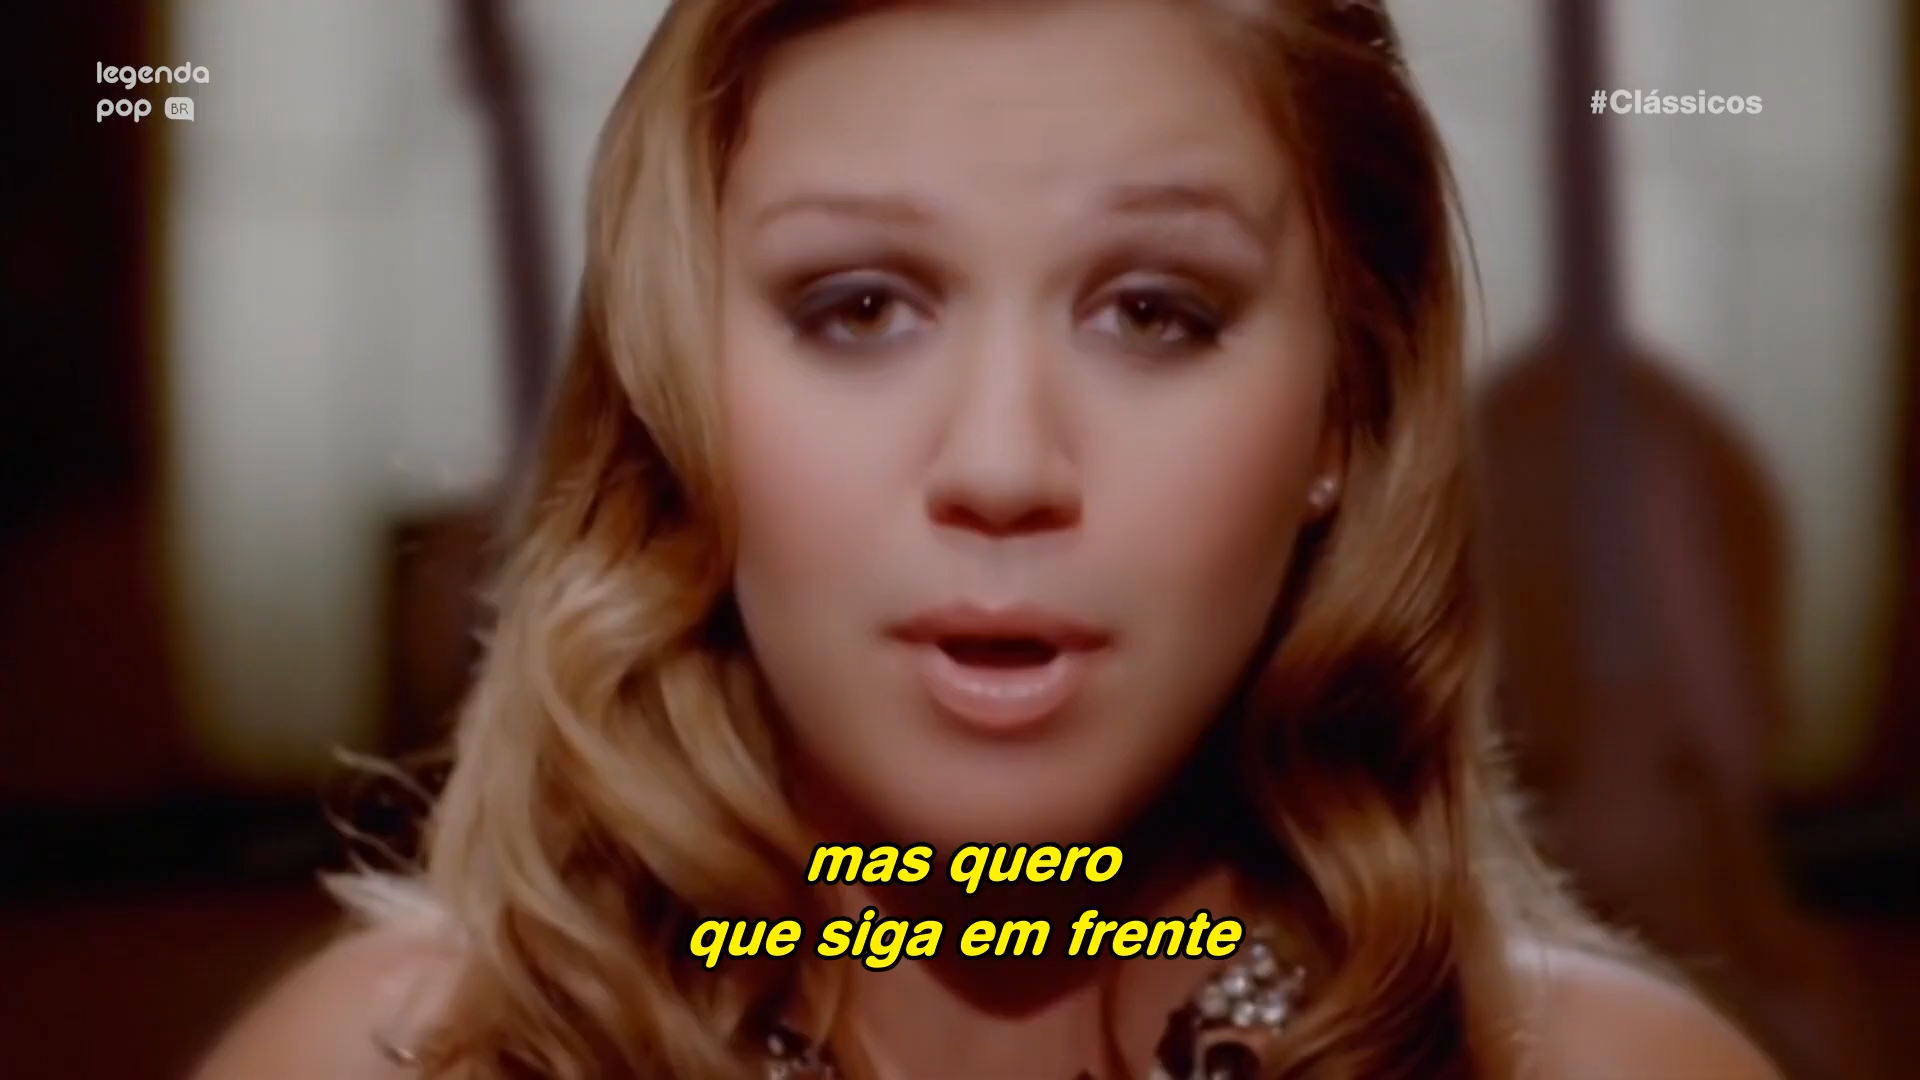 legenda
pop BR
#Clássicos
mas quero
que siga em frente